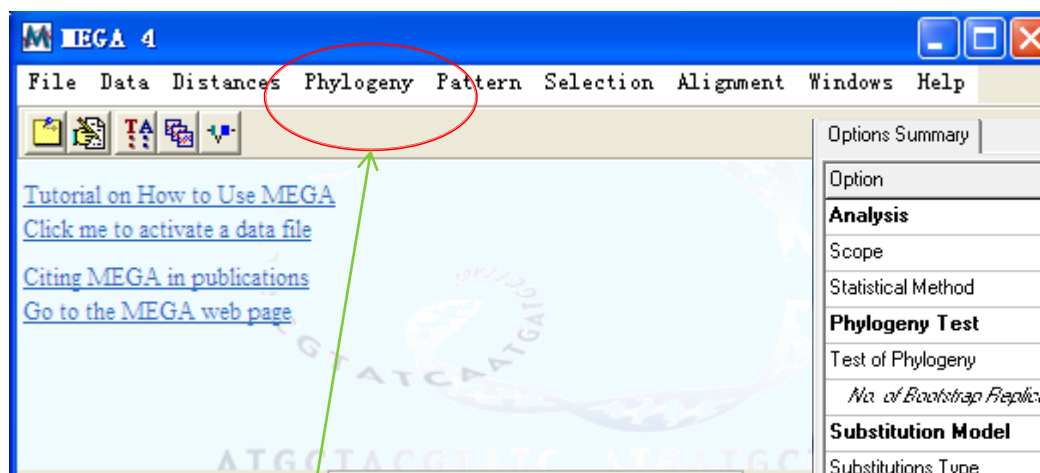 MEGA 4
File Data Distances Phylogeny Pattern Selection Alignment Windows Help
TA
Options Summary
Tutorial on How to Use MEGA
Click me to activate a data file
Citing MEGA in publications
Go to the MEGA web page
Option
Analysis
Scope
Statistical Method
Phylogeny Test
Test of Phylogeny
No. of Bootstrap Replic
Substitution Model
Substitutions Type